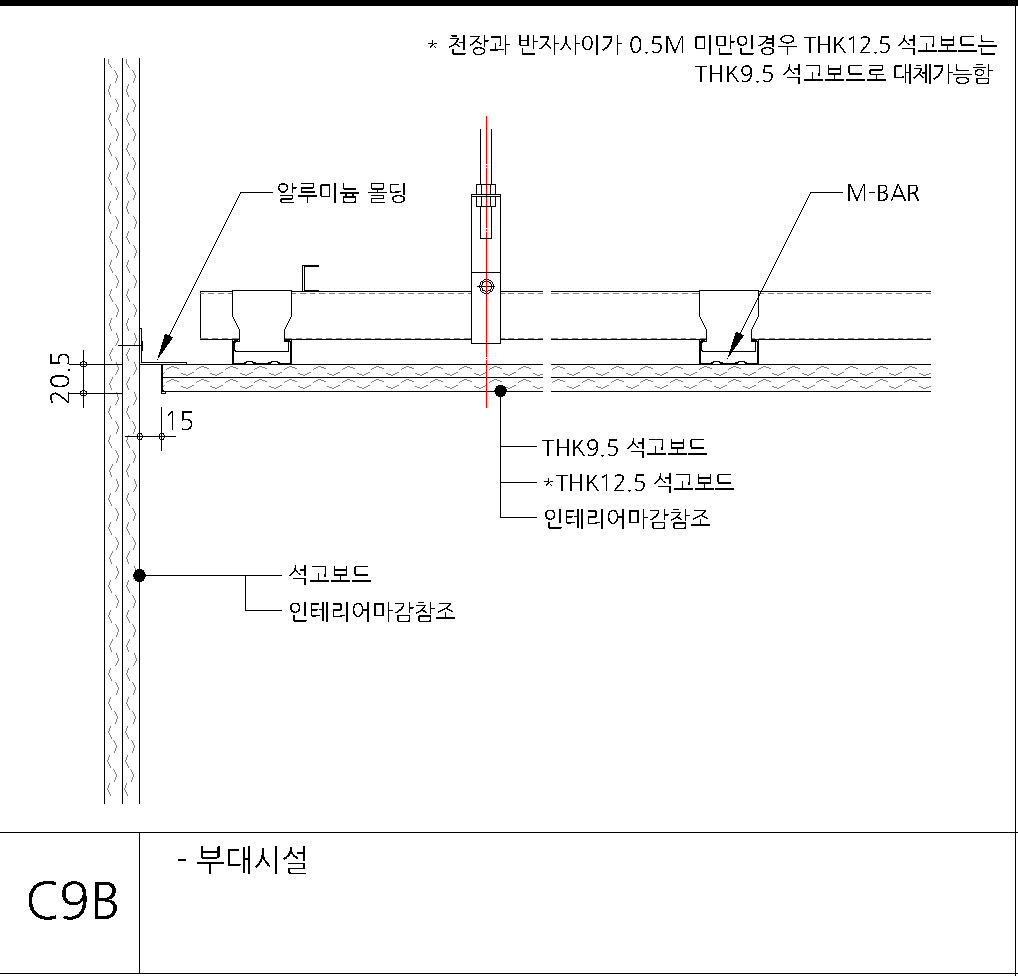 * 천장과 반자사이가 0.5M 미만인경우 THK12.5 석고보드는
THK9.5 석고보드로 대체가능함
알루미늄 몰딩
M-BAR
20.5
15
THK9.5 석고보드
*THK12.5 석고보드
인테리어마감참조
석고보드
인테리어마감참조
- 부대시설
C9B